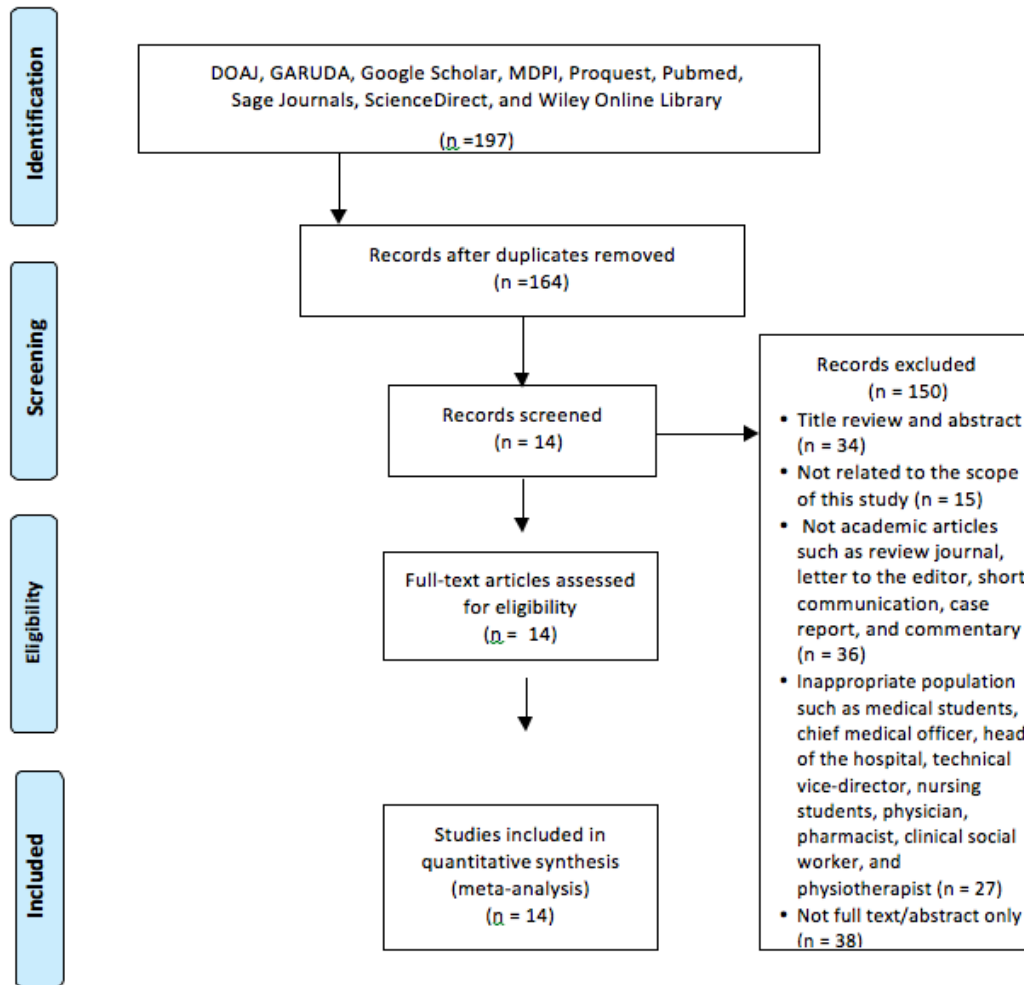 Identification
DOAJ, GARUDA, Google Scholar, MDPI, Proquest, Pubmed,
Sage Journals, ScienceDirect, and Wiley Online Library
(n =197)
Records after duplicates removed
(n =164)
Screening
Records screened
(n = 14)
Records excluded
(n = 150)
• Title review and abstract
(n = 34)
• Not related to the scope
of this study (n = 15)
• Not academic articles
such as review journal,
letter to the editor, short
communication, case
report, and commentary
(n = 36)
• Inappropriate population
such as medical students,
chief medical officer, head
of the hospital, technical
vice-director, nursing
students, physician,
pharmacist, clinical social
worker, and
physiotherapist (n = 27)
• Not full text/abstract only
(n = 38)
Eligibility
Full-text articles assessed
for eligibility
(n = 14)
Included
Studies included in
quantitative synthesis
(meta-analysis)
(n = 14)